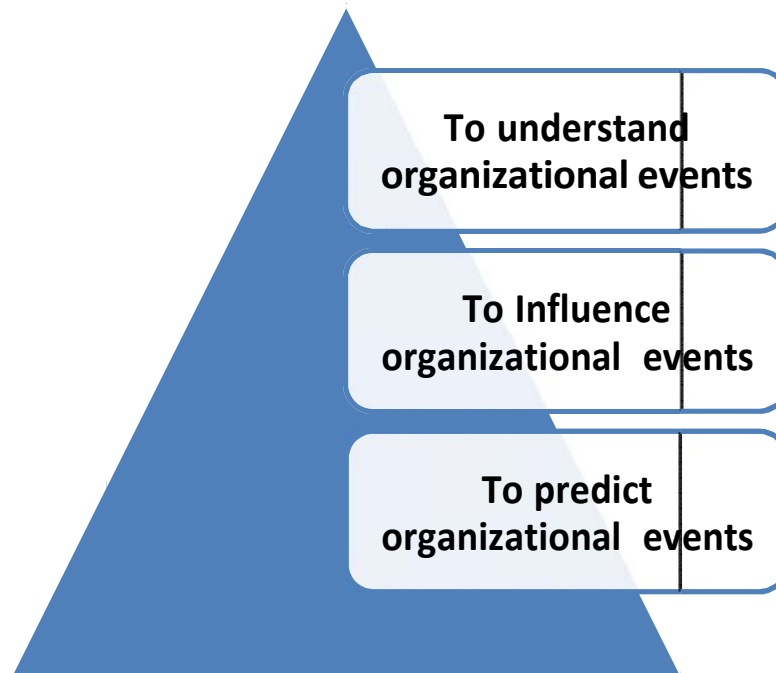 To understand
organizational events
To Influence
organizational events
To predict
organizational events